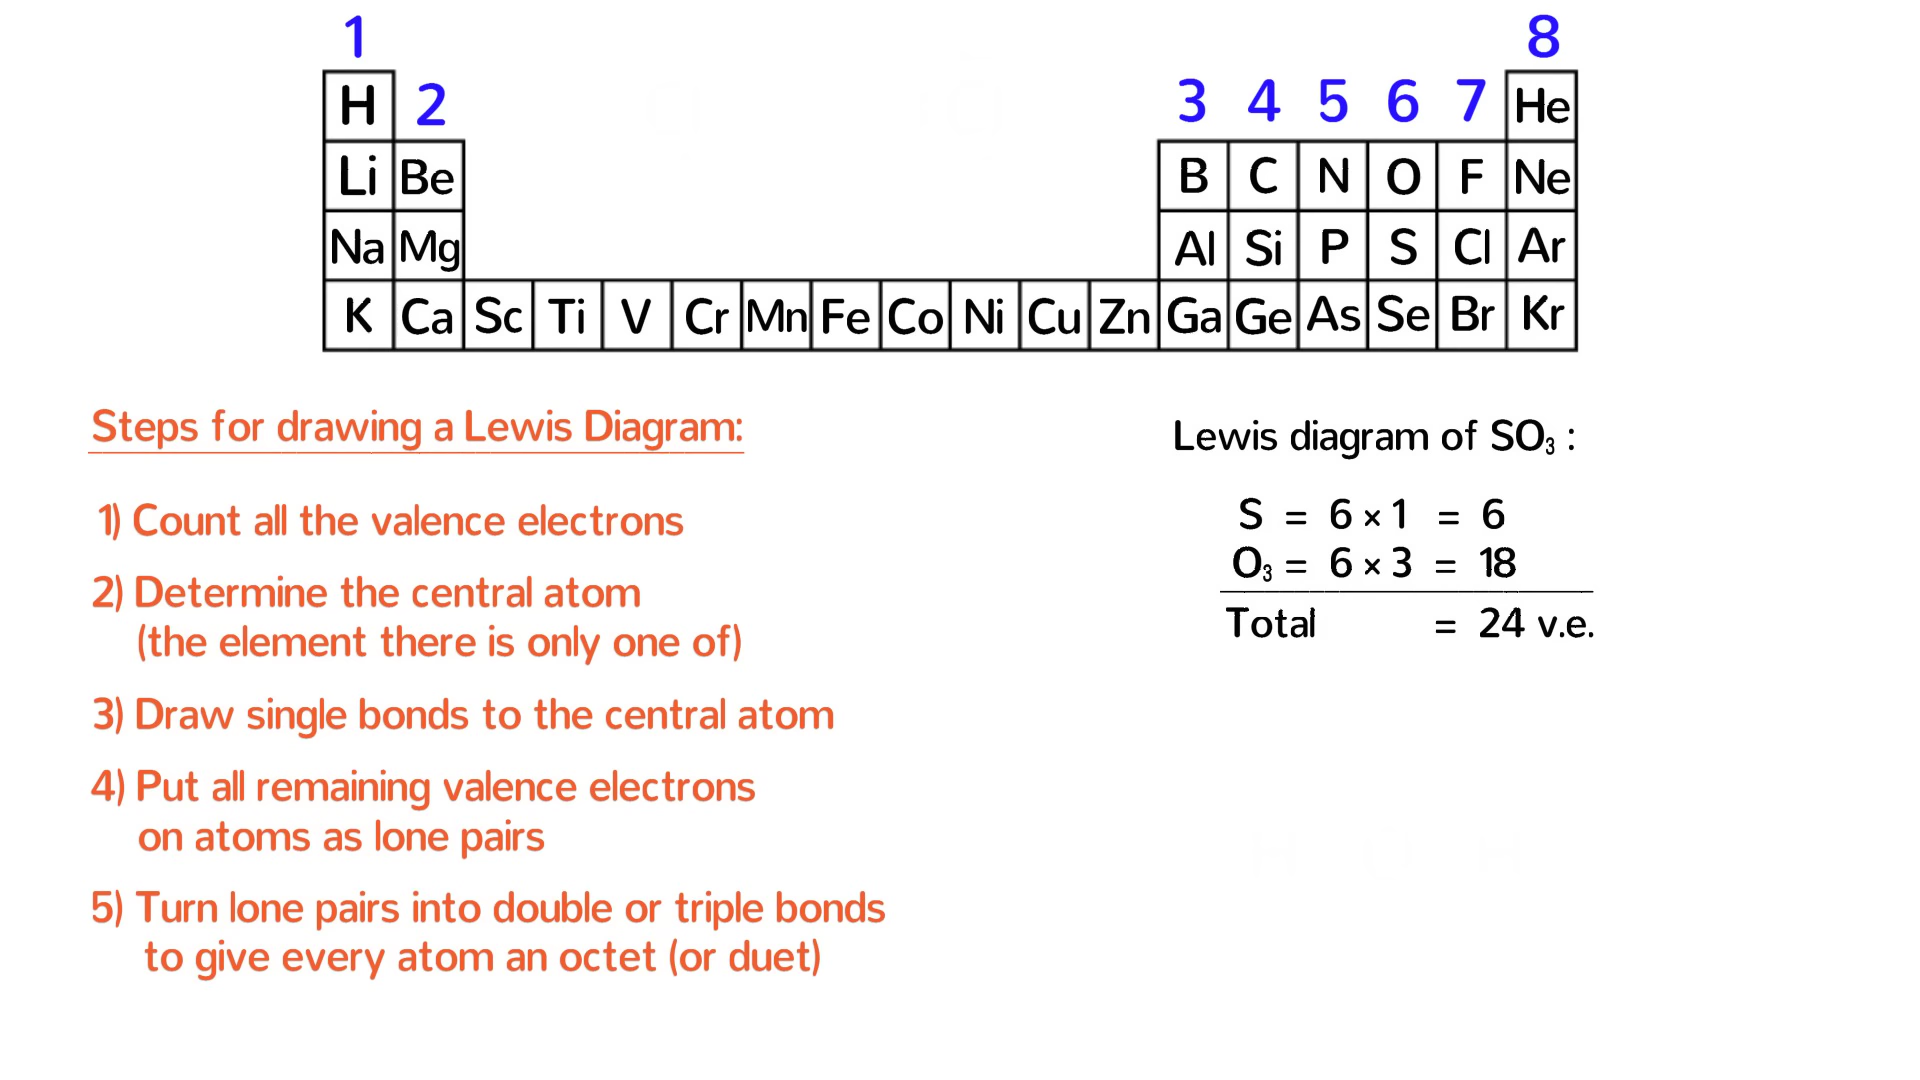 1 8
H 2 3 4 5 6 7 He
Li Be B C N O F Ne
Na Mg Al Si P S Cl Ar
K Ca Sc Ti V Cr Mn Fe Co Ni Cu Zn Ga Ge As Se Br Kr
Steps for drawing a Lewis Diagram:
1) Count all the valence electrons
2) Determine the central atom
(the element there is only one of)
3) Draw single bonds to the central atom
4) Put all remaining valence electrons
on atoms as lone pairs
5) Turn lone pairs into double or triple bonds
to give every atom an octet (or duet)
Lewis diagram of SO₃ :
S = 6 × 1 = 6
O₃ = 6 × 3 = 18
Total = 24 v.e.